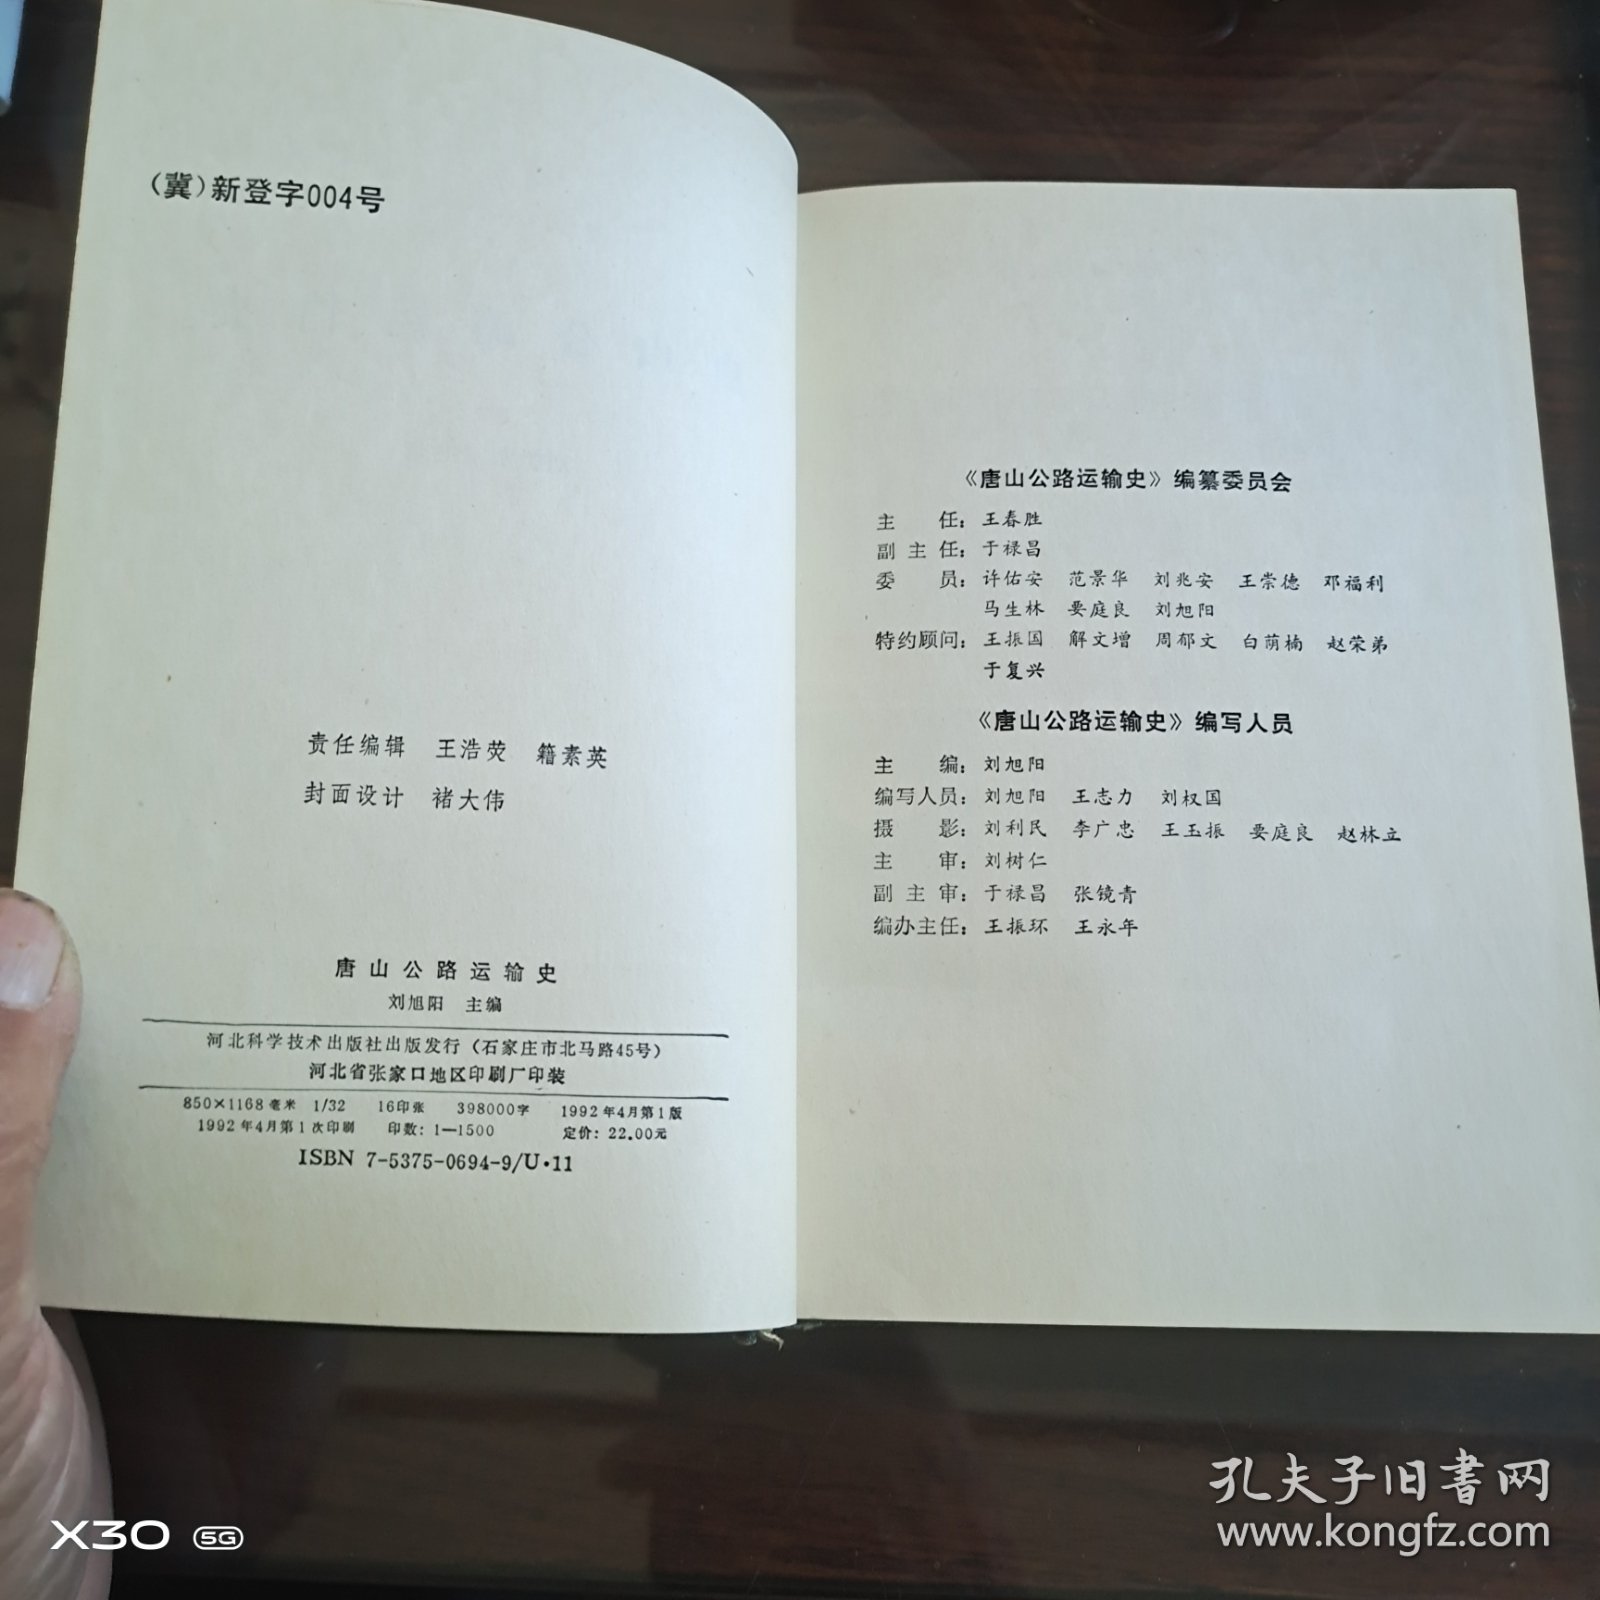 （冀）新登字004号
责任编辑 王浩荧 籍素英
封面设计 褚大伟
唐山公路运输史
刘旭阳 主编
河北科学技术出版社出版发行（石家庄市北马路45号）
河北省张家口地区印刷厂印装
850×1168毫米 1/32 16印张 398000字 1992年4月第1版
1992年4月第1次印刷 印数：1—1500 定价：22.00元
ISBN 7-5375-0694-9/U·11
《唐山公路运输史》编纂委员会
主 任：王春胜
副主任：于禄昌
委 员：许佑安 范景华 刘兆安 王崇德 邓福利
马生林 要庭良 刘旭阳
特约顾问：王振国 解文增 周郁文 白荫楠 赵荣弟
于复兴
《唐山公路运输史》编写人员
主 编：刘旭阳
编写人员：刘旭阳 王志力 刘权国
摄 影：刘利民 李广忠 王玉振 要庭良 赵林立
主 审：刘树仁
副主审：于禄昌 张镜青
编办主任：王振环 王永年
X30 5G
孔夫子旧书网
www.kongfz.com